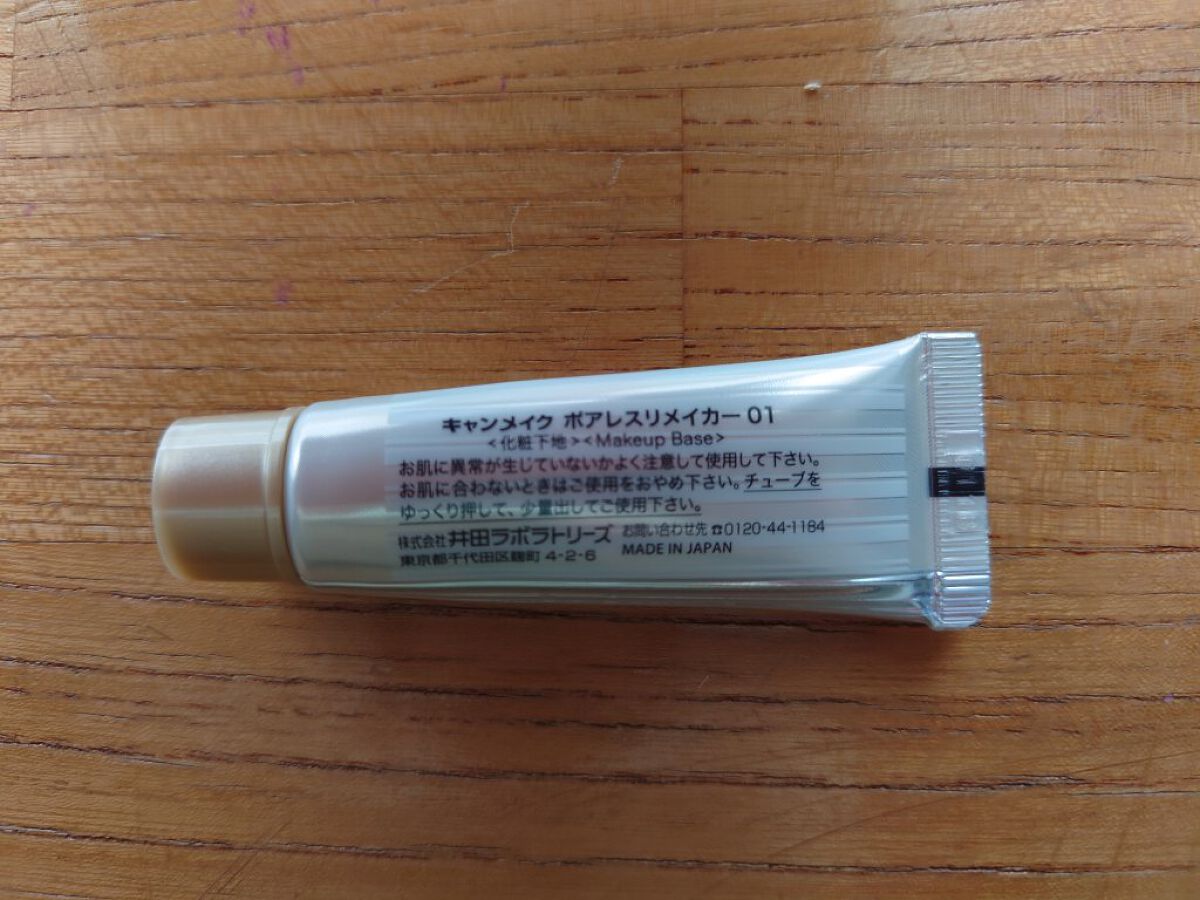 キャンメイク ポアレスリメイカー 01
<化粧下地><Makeup Base>
お肌に異常が生じていないかよく注意して使用して下さい。
お肌に合わないときはご使用をおやめ下さい。チューブを
ゆっくり押して、少量出してご使用下さい。
株式会社 井田ラボラトリーズ
東京都千代田区麹町 4-2-6
お問い合わせ先 ☎0120-44-1184
MADE IN JAPAN